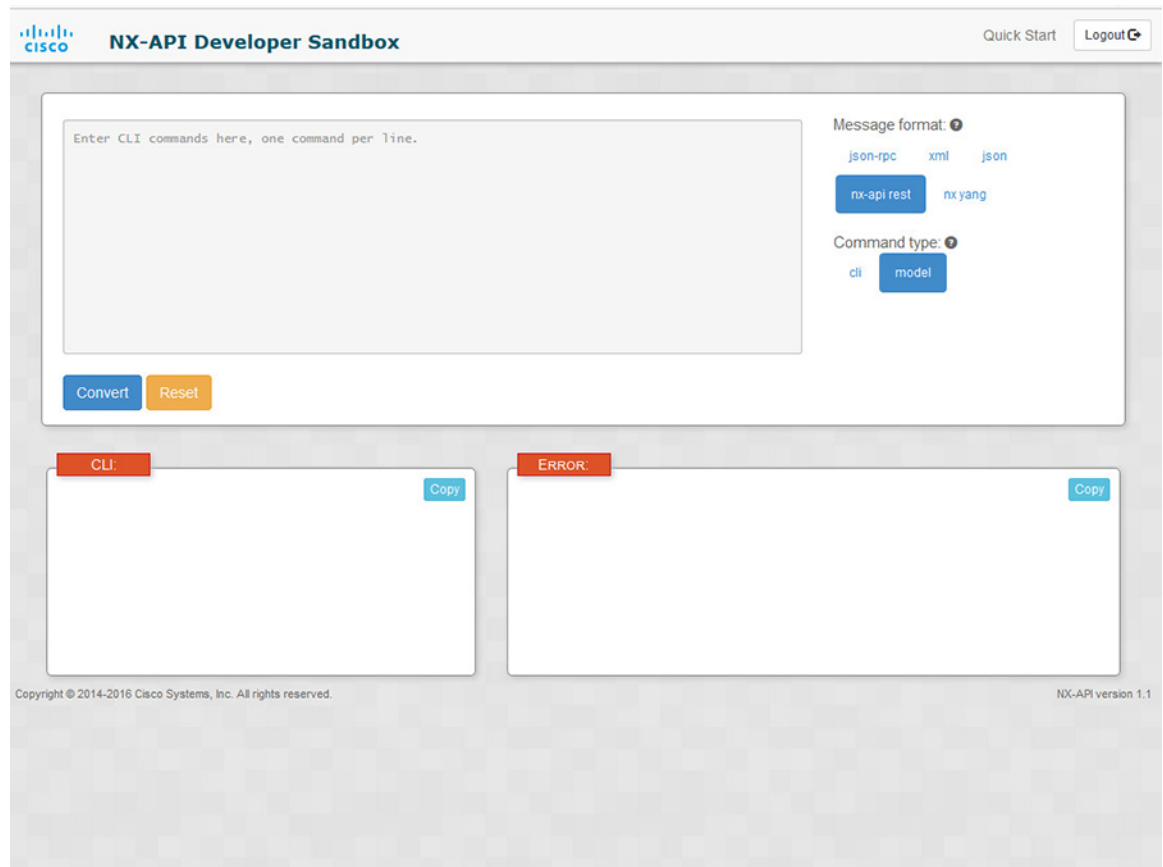 CISCO
NX-API Developer Sandbox
Quick Start
Logout
Enter CLI commands here, one command per line.
Message format:
json-rpc xml json
nx-api rest nx yang
Command type:
cli model
Convert Reset
CLI:
Copy
ERROR:
Copy
Copyright © 2014-2016 Cisco Systems, Inc. All rights reserved.
NX-API version 1.1